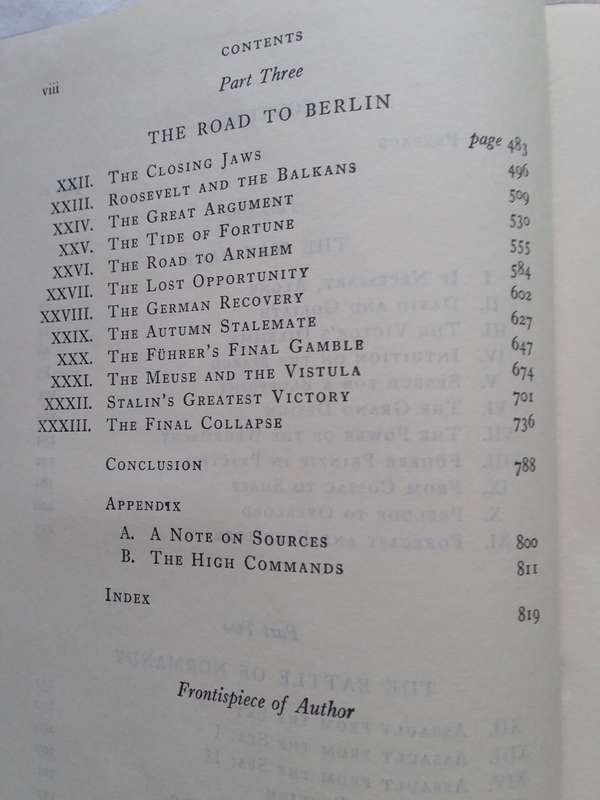 viii
CONTENTS
Part Three
THE ROAD TO BERLIN
page
XXII. THE CLOSING JAWS 483
XXIII. ROOSEVELT AND THE BALKANS 496
XXIV. THE GREAT ARGUMENT 509
XXV. THE TIDE OF FORTUNE 530
XXVI. THE ROAD TO ARNHEM 555
XXVII. THE LOST OPPORTUNITY 584
XXVIII. THE GERMAN RECOVERY 602
XXIX. THE AUTUMN STALEMATE 627
XXX. THE FÜHRER'S FINAL GAMBLE 647
XXXI. THE MEUSE AND THE VISTULA 674
XXXII. STALIN'S GREATEST VICTORY 701
XXXIII. THE FINAL COLLAPSE 736
CONCLUSION 788
APPENDIX
A. A NOTE ON SOURCES 800
B. THE HIGH COMMANDS 811
INDEX 819
Frontispiece of Author